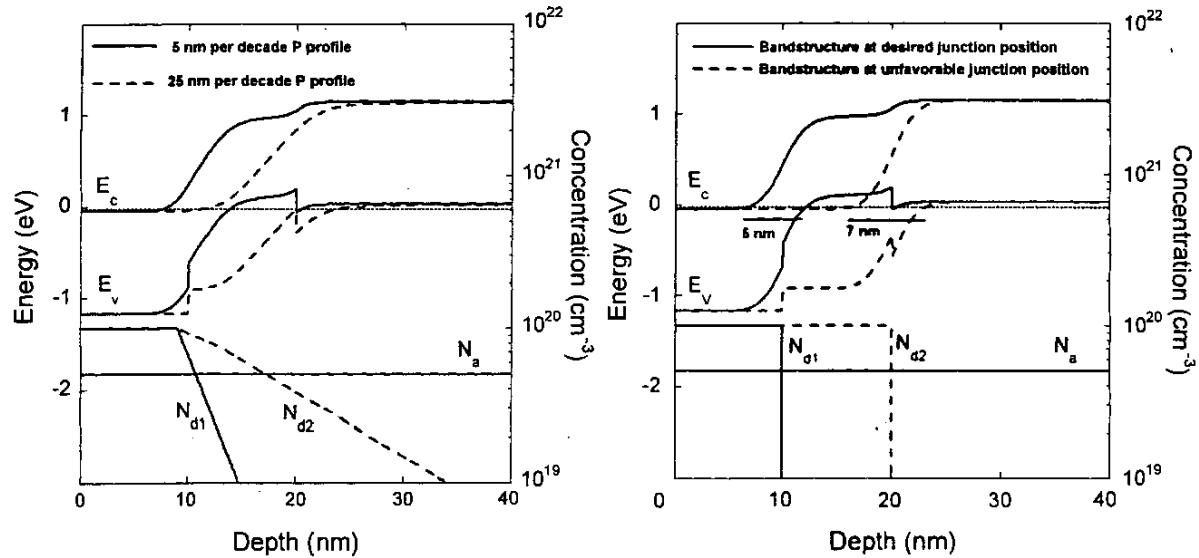 5 nm per decade P profile
25 nm per decade P profile
Energy (eV)
1
0
-1
-2
E_c
E_v
N_a
N_d1
N_d2
0
10
20
30
40
Depth (nm)
10^22
10^21
10^20
10^19
Concentration (cm^-3)
Bandstructure at desired junction position
Bandstructure at unfavorable junction position
Energy (eV)
1
0
-1
-2
E_c
5 nm
7 nm
E_V
N_d1
N_d2
N_a
0
10
20
30
40
Depth (nm)
10^22
10^21
10^20
10^19
Concentration (cm^-3)